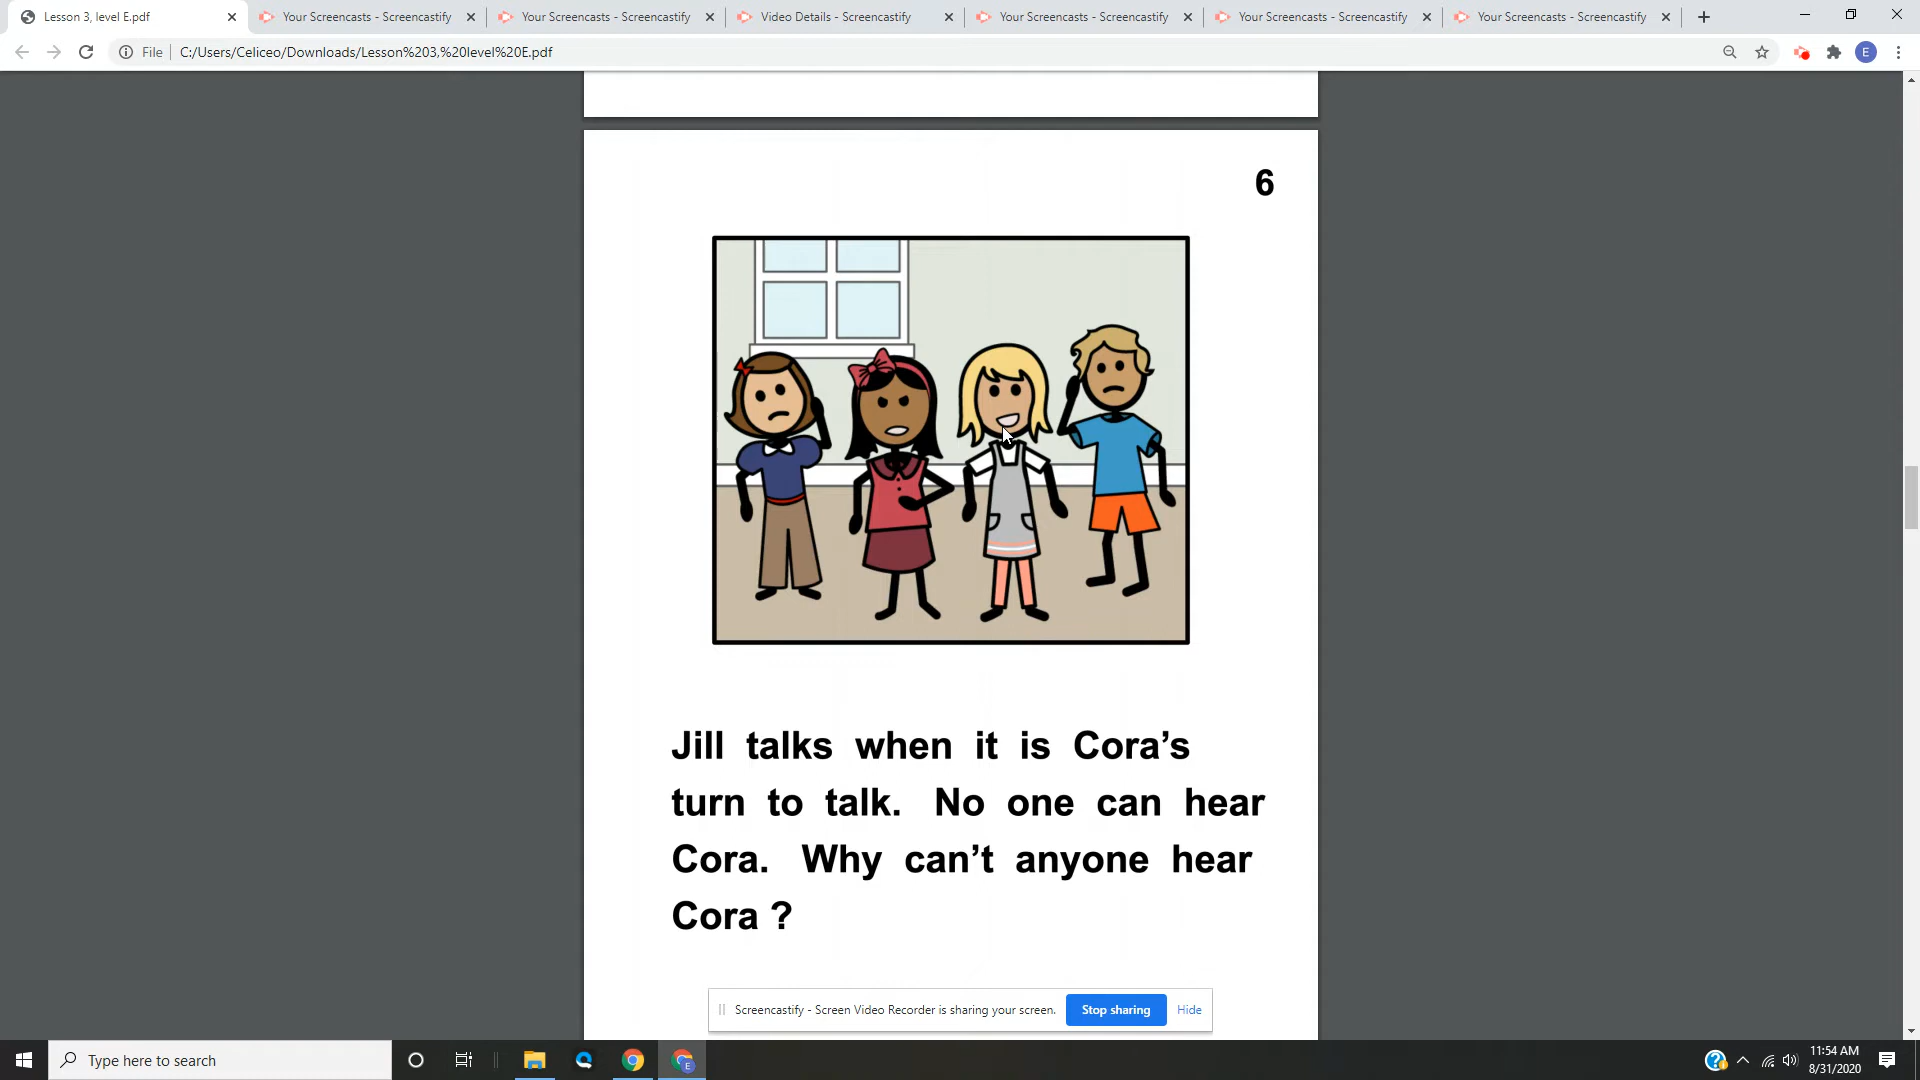 Lesson 3, level E.pdf
Your Screencasts - Screencastify
Your Screencasts - Screencastify
Video Details - Screencastify
Your Screencasts - Screencastify
Your Screencasts - Screencastify
Your Screencasts - Screencastify
File
C:/Users/Celiceo/Downloads/Lesson%203,%20level%20E.pdf
E
6
Jill talks when it is Cora’s
turn to talk. No one can hear
Cora. Why can’t anyone hear
Cora ?
Screencastify - Screen Video Recorder is sharing your screen.
Stop sharing
Hide
Type here to search
E
11:54 AM
8/31/2020